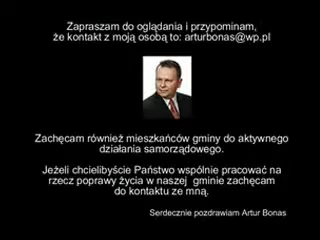 Zapraszam do oglądania i przypominam,
że kontakt z moją osobą to: arturbonas@wp.pl
Zachęcam również mieszkańców gminy do aktywnego
działania samorządowego.
Jeżeli chcielibyście Państwo wspólnie pracować na
rzecz poprawy życia w naszej gminie zachęcam
do kontaktu ze mną.
Serdecznie pozdrawiam Artur Bonas